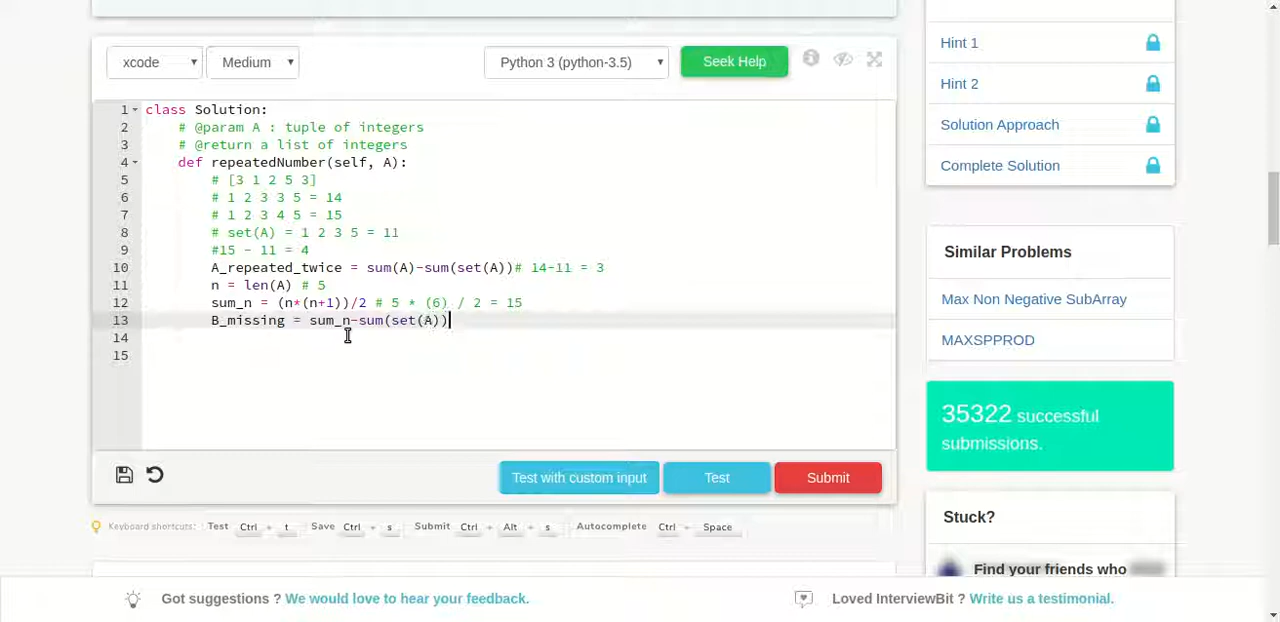 xcode
Medium
Python 3 (python-3.5)
Seek Help
1 class Solution:
2 # @param A : tuple of integers
3 # @return a list of integers
4 def repeatedNumber(self, A):
5 # [3 1 2 5 3]
6 # 1 2 3 3 5 = 14
7 # 1 2 3 4 5 = 15
8 # set(A) = 1 2 3 5 = 11
9 #15 - 11 = 4
10 A_repeated_twice = sum(A)-sum(set(A))# 14-11 = 3
11 n = len(A) # 5
12 sum_n = (n*(n+1))/2 # 5 * (6) / 2 = 15
13 B_missing = sum_n-sum(set(A))
14
15
Test with custom input
Test
Submit
Keyboard shortcuts: Test Ctrl + t Save Ctrl + s Submit Ctrl + Alt + s Autocomplete Ctrl + Space
Hint 1
Hint 2
Solution Approach
Complete Solution
Similar Problems
Max Non Negative SubArray
MAXSPPROD
35322 successful
submissions.
Stuck?
Find your friends who
Got suggestions ? We would love to hear your feedback.
Loved InterviewBit ? Write us a testimonial.